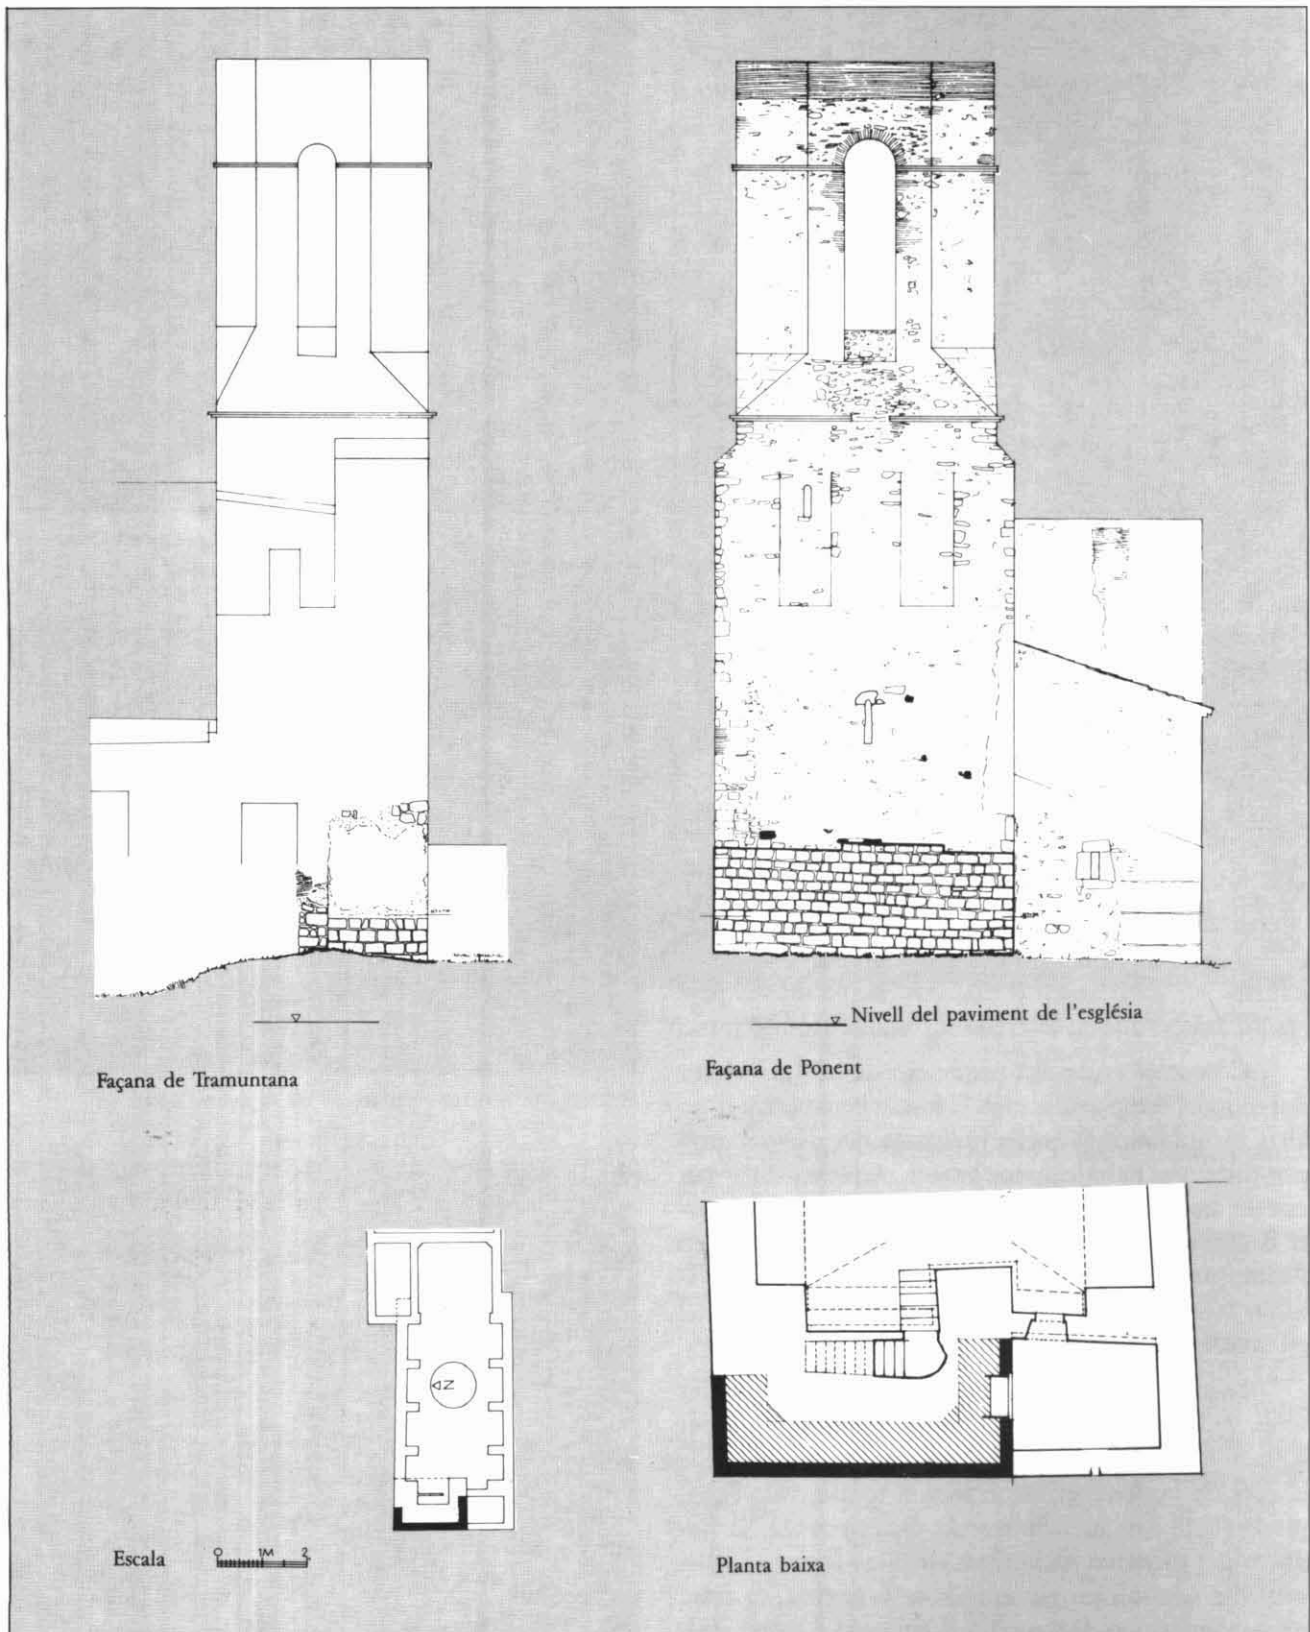 Nivell del paviment de l'església
Façana de Tramuntana
Façana de Ponent
N
Escala
0 1M 2
Planta baixa